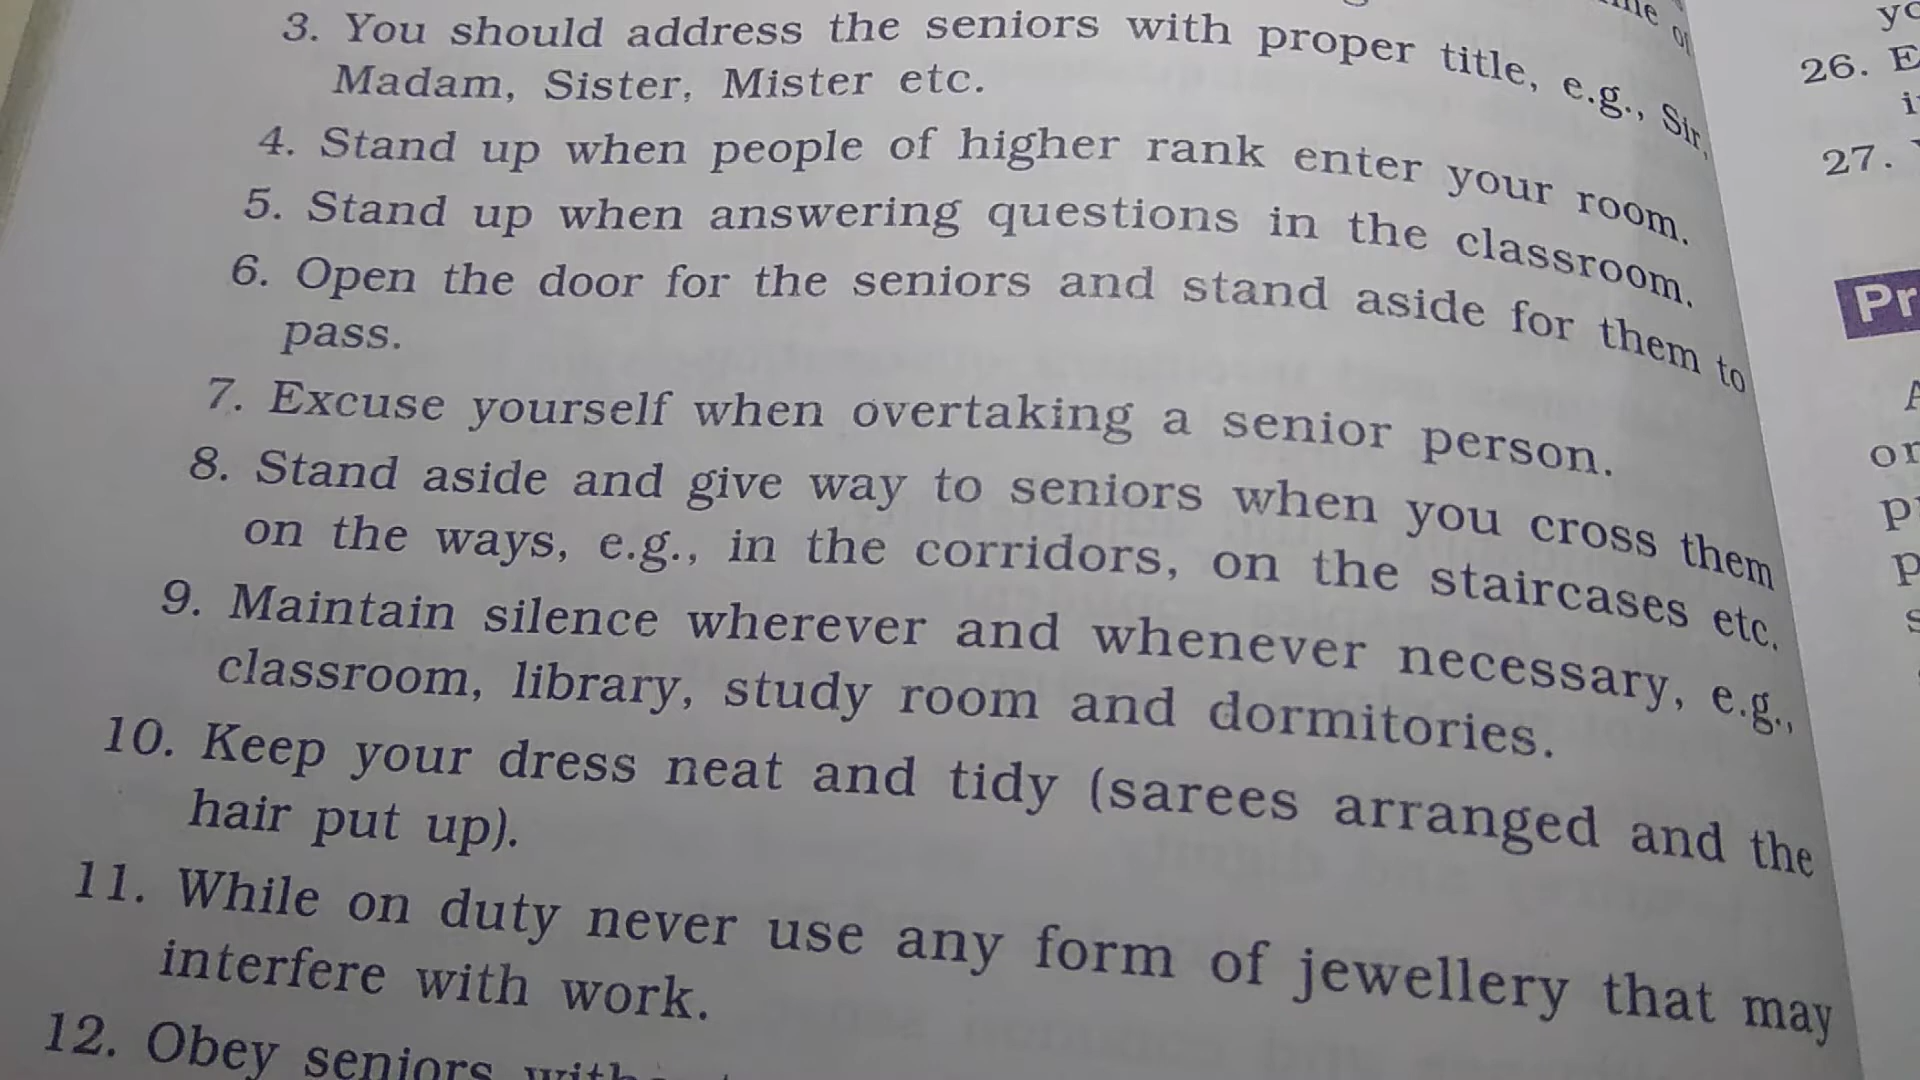 3. You should address the seniors with proper title, e.g., Sir,
Madam, Sister, Mister etc.
4. Stand up when people of higher rank enter your room.
5. Stand up when answering questions in the classroom.
6. Open the door for the seniors and stand aside for them to
pass.
7. Excuse yourself when overtaking a senior person.
8. Stand aside and give way to seniors when you cross them
on the ways, e.g., in the corridors, on the staircases etc.
9. Maintain silence wherever and whenever necessary, e.g.,
classroom, library, study room and dormitories.
10. Keep your dress neat and tidy (sarees arranged and the
hair put up).
11. While on duty never use any form of jewellery that may
interfere with work.
12. Obey seniors
26.
27.
Pr